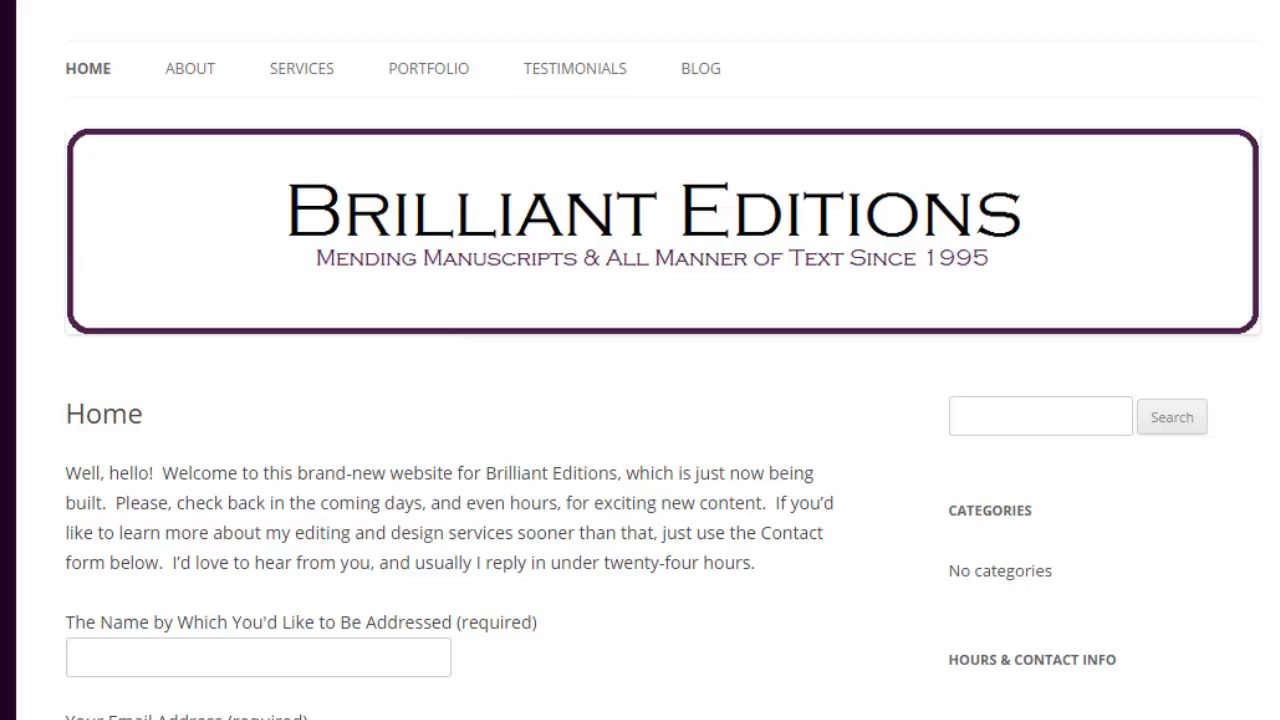 HOME ABOUT SERVICES PORTFOLIO TESTIMONIALS BLOG
BRILLIANT EDITIONS
MENDING MANUSCRIPTS & ALL MANNER OF TEXT SINCE 1995
Home
Well, hello!  Welcome to this brand-new website for Brilliant Editions, which is just now being
built.  Please, check back in the coming days, and even hours, for exciting new content.  If you’d
like to learn more about my editing and design services sooner than that, just use the Contact
form below.  I’d love to hear from you, and usually I reply in under twenty-four hours.
The Name by Which You'd Like to Be Addressed (required)
Your Email Address (required)
Search
CATEGORIES
No categories
HOURS & CONTACT INFO